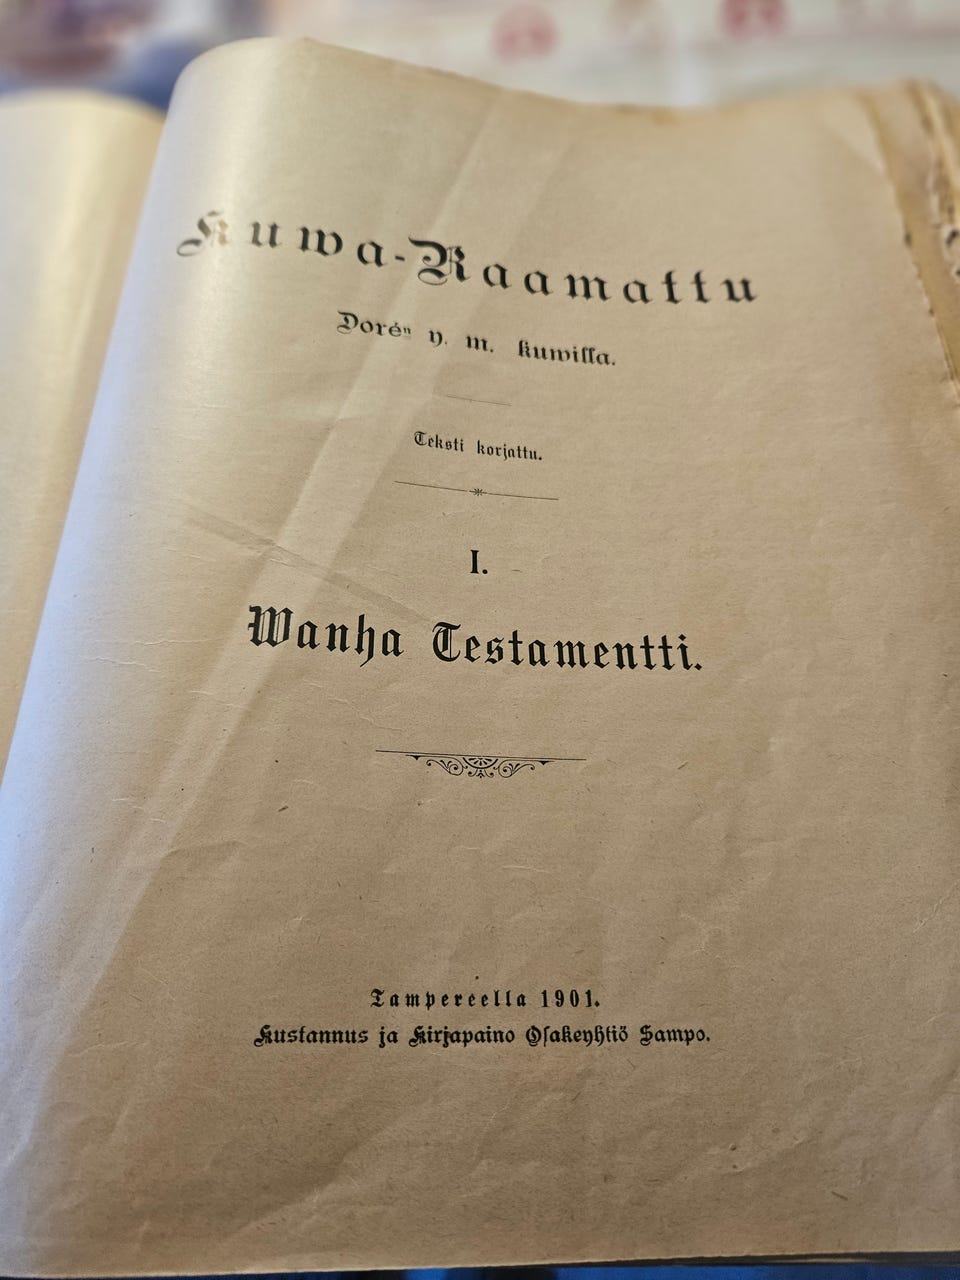 Kuwa-Raamattu
Dorén y. m. kuwilla.
Teksti korjattu.
I.
Wanha Testamentti.
Tampereella 1901.
Kustannus ja Kirjapaino Osakeyhtiö Sampo.